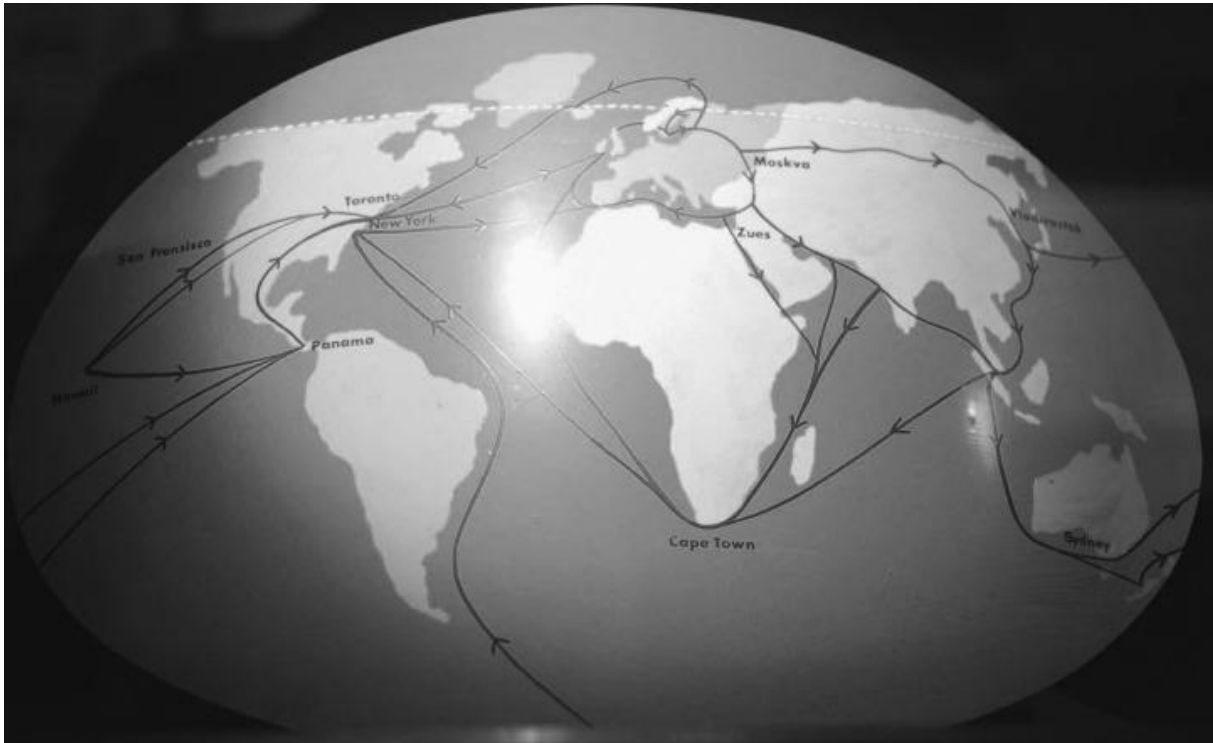 Moskva
Toronto
New York
Vladivostok
Zues
San Fransisco
Panama
Hawaii
Sydney
Cape Town